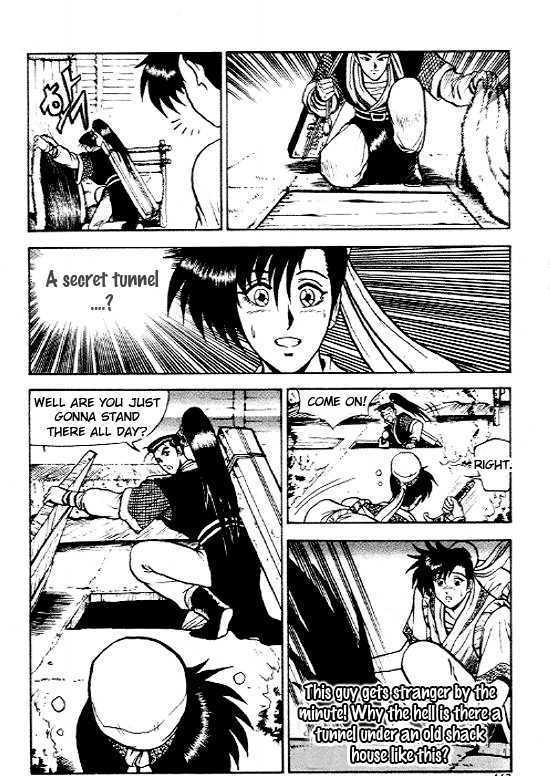 확
A secret tunnel
....?
WELL ARE YOU JUST
GONNA STAND
THERE ALL DAY?
COME ON!
RIGHT.
This guy gets stranger by the
minute! Why the hell is there a
tunnel under an old shack
house like this?